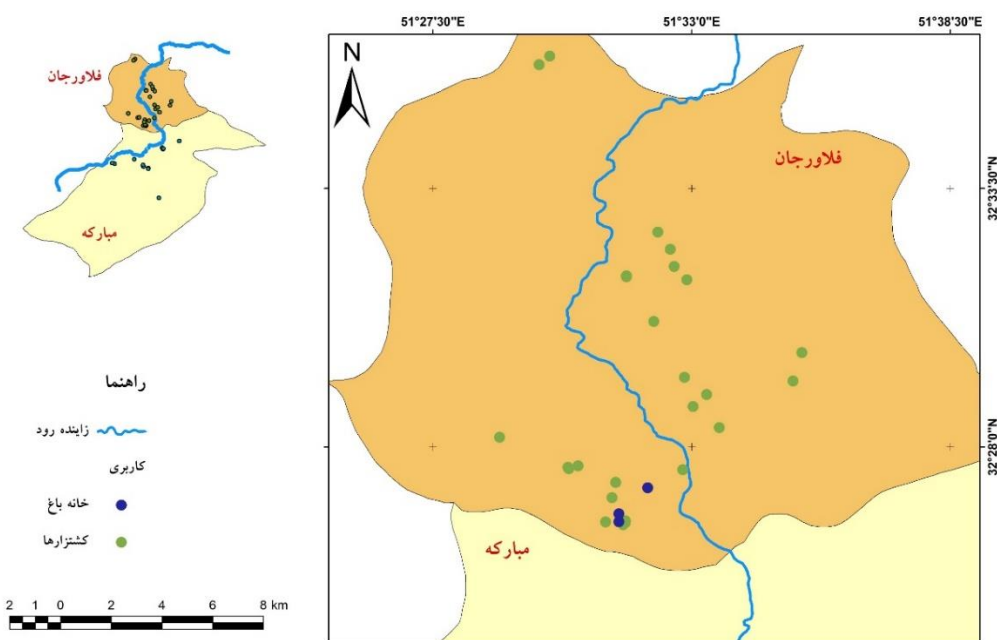 فلاورجان
مبارکه
راهنما
زاینده رود
کاربری
خانه باغ
کشتزارها
2 1 0 2 4 6 8 km
51°27'30"E 51°33'0"E 51°38'30"E
N
فلاورجان
32°33'30"N
32°28'0"N
مبارکه